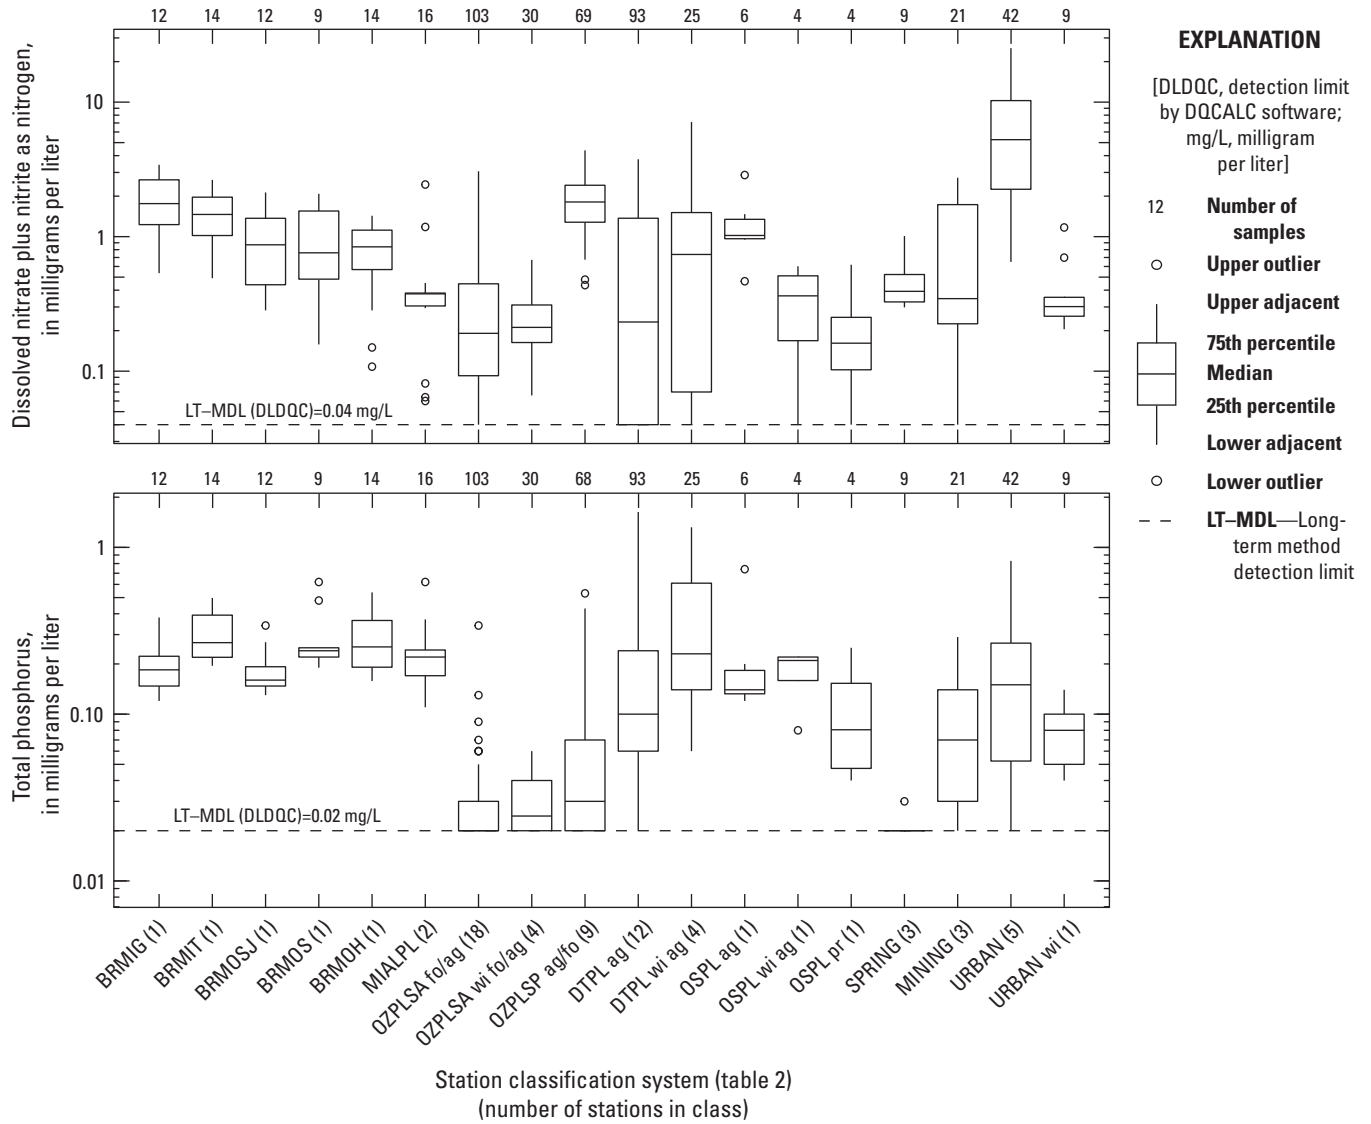 12 14 12 9 14 16 103 30 69 93 25 6 4 4 9 21 42 9
Dissolved nitrate plus nitrite as nitrogen,
in milligrams per liter
10
1
0.1
LT–MDL (DLDQC)=0.04 mg/L
12 14 12 9 14 16 103 30 68 93 25 6 4 4 9 21 42 9
Total phosphorus,
in milligrams per liter
1
0.10
0.01
LT–MDL (DLDQC)=0.02 mg/L
BRMIG (1)
BRMIT (1)
BRMOSJ (1)
BRMOS (1)
BRMOH (1)
MIALPL (2)
OZPLSA fo/ag (18)
OZPLSA wi fo/ag (4)
OZPLSP ag/fo (9)
DTPL ag (12)
DTPL wi ag (4)
OSPL ag (1)
OSPL wi ag (1)
OSPL pr (1)
SPRING (3)
MINING (3)
URBAN (5)
URBAN wi (1)
Station classification system (table 2)
(number of stations in class)
EXPLANATION
[DLDQC, detection limit
by DQCALC software;
mg/L, milligram
per liter]
12 Number of
samples
Upper outlier
Upper adjacent
75th percentile
Median
25th percentile
Lower adjacent
Lower outlier
LT–MDL—Long-
term method
detection limit